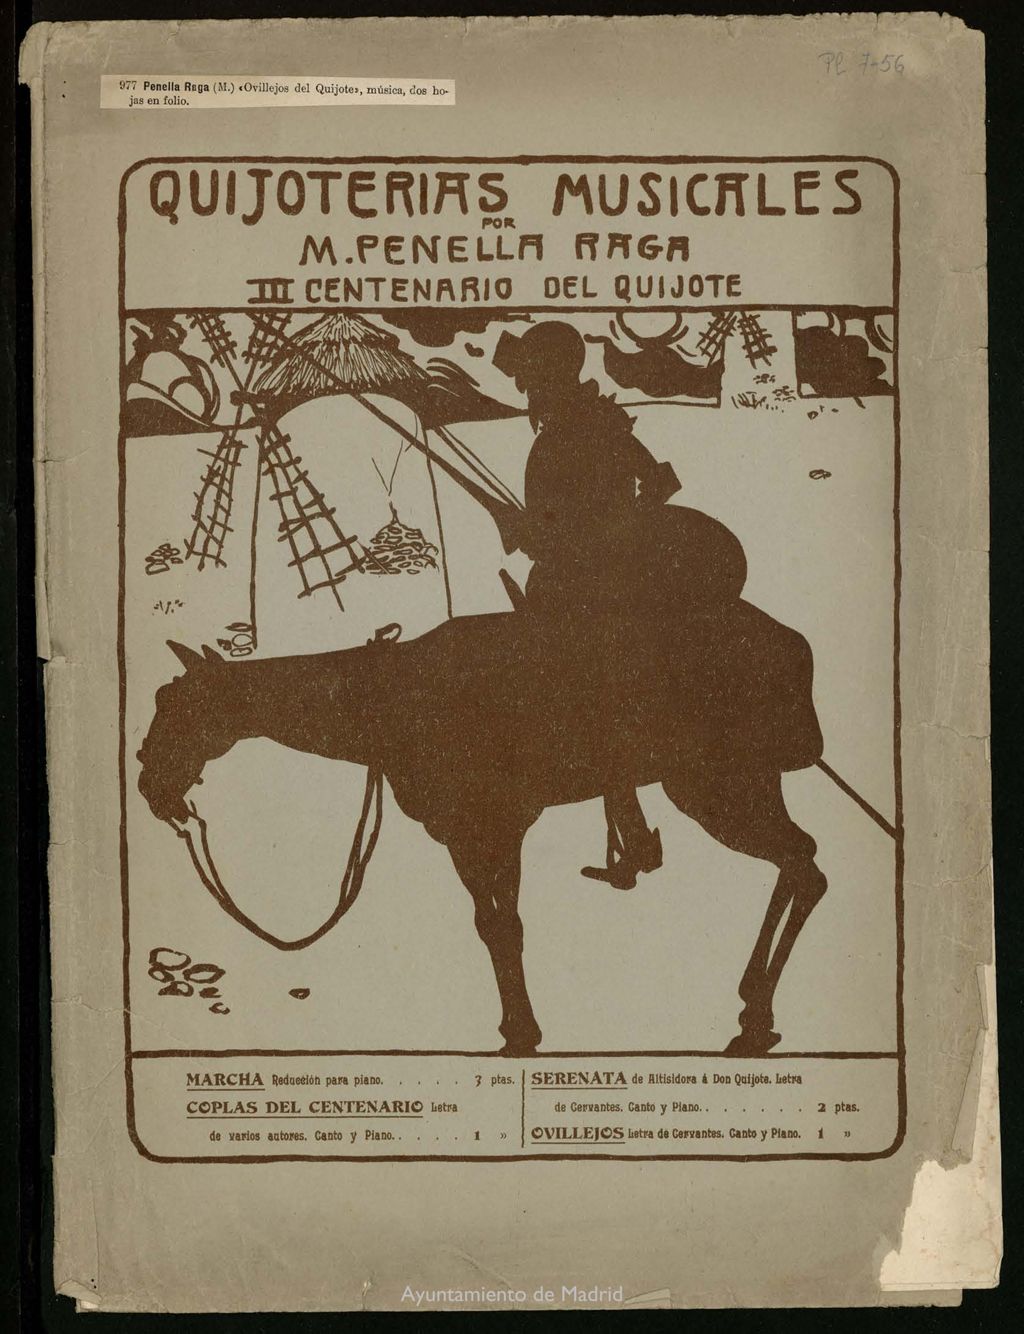 Pl 7-56
977 Penella Raga (M.) «Ovillejos del Quijote», música, dos ho-
jas en folio.
QUIJOTERIAS MUSICALES
POR
M. PENELLA RAGA
III CENTENARIO DEL QUIJOTE
MARCHA Reducción para piano. . . . . 3 ptas.
COPLAS DEL CENTENARIO Letra
de varios autores. Canto y Piano. . . . . 1 »
SERENATA de Altisidora á Don Quijote. Letra
de Cervantes. Canto y Piano. . . . . . . 2 ptas.
OVILLEJOS Letra de Cervantes. Canto y Piano. 1 »
Ayuntamiento de Madrid